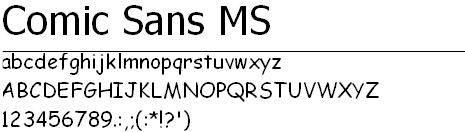 Comic Sans MS
abcdefghijklmnopqrstuvwxyz
ABCDEFGHIJKLMNOPQRSTUVWXYZ
123456789.:,;(:*!?')